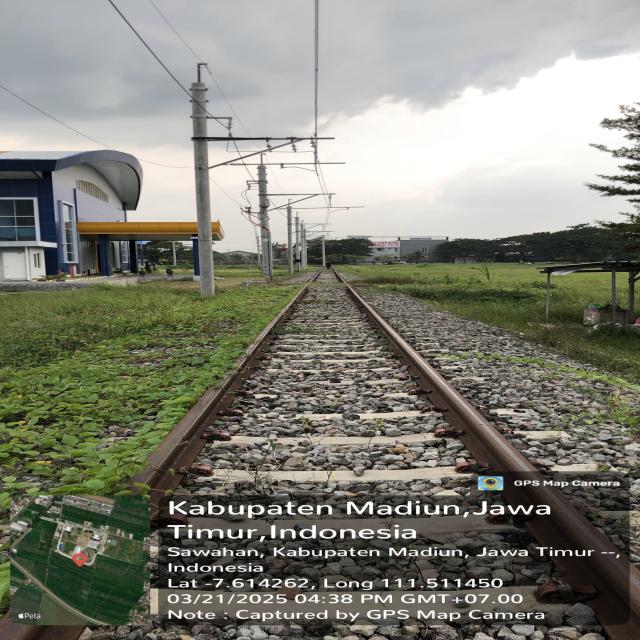 GPS Map Camera
Kabupaten Madiun,Jawa
Timur,Indonesia
Sawahan, Kabupaten Madiun, Jawa Timur --,
Indonesia
Lat -7.614262, Long 111.511450
03/21/2025 04:38 PM GMT+07.00
Note : Captured by GPS Map Camera
Peta